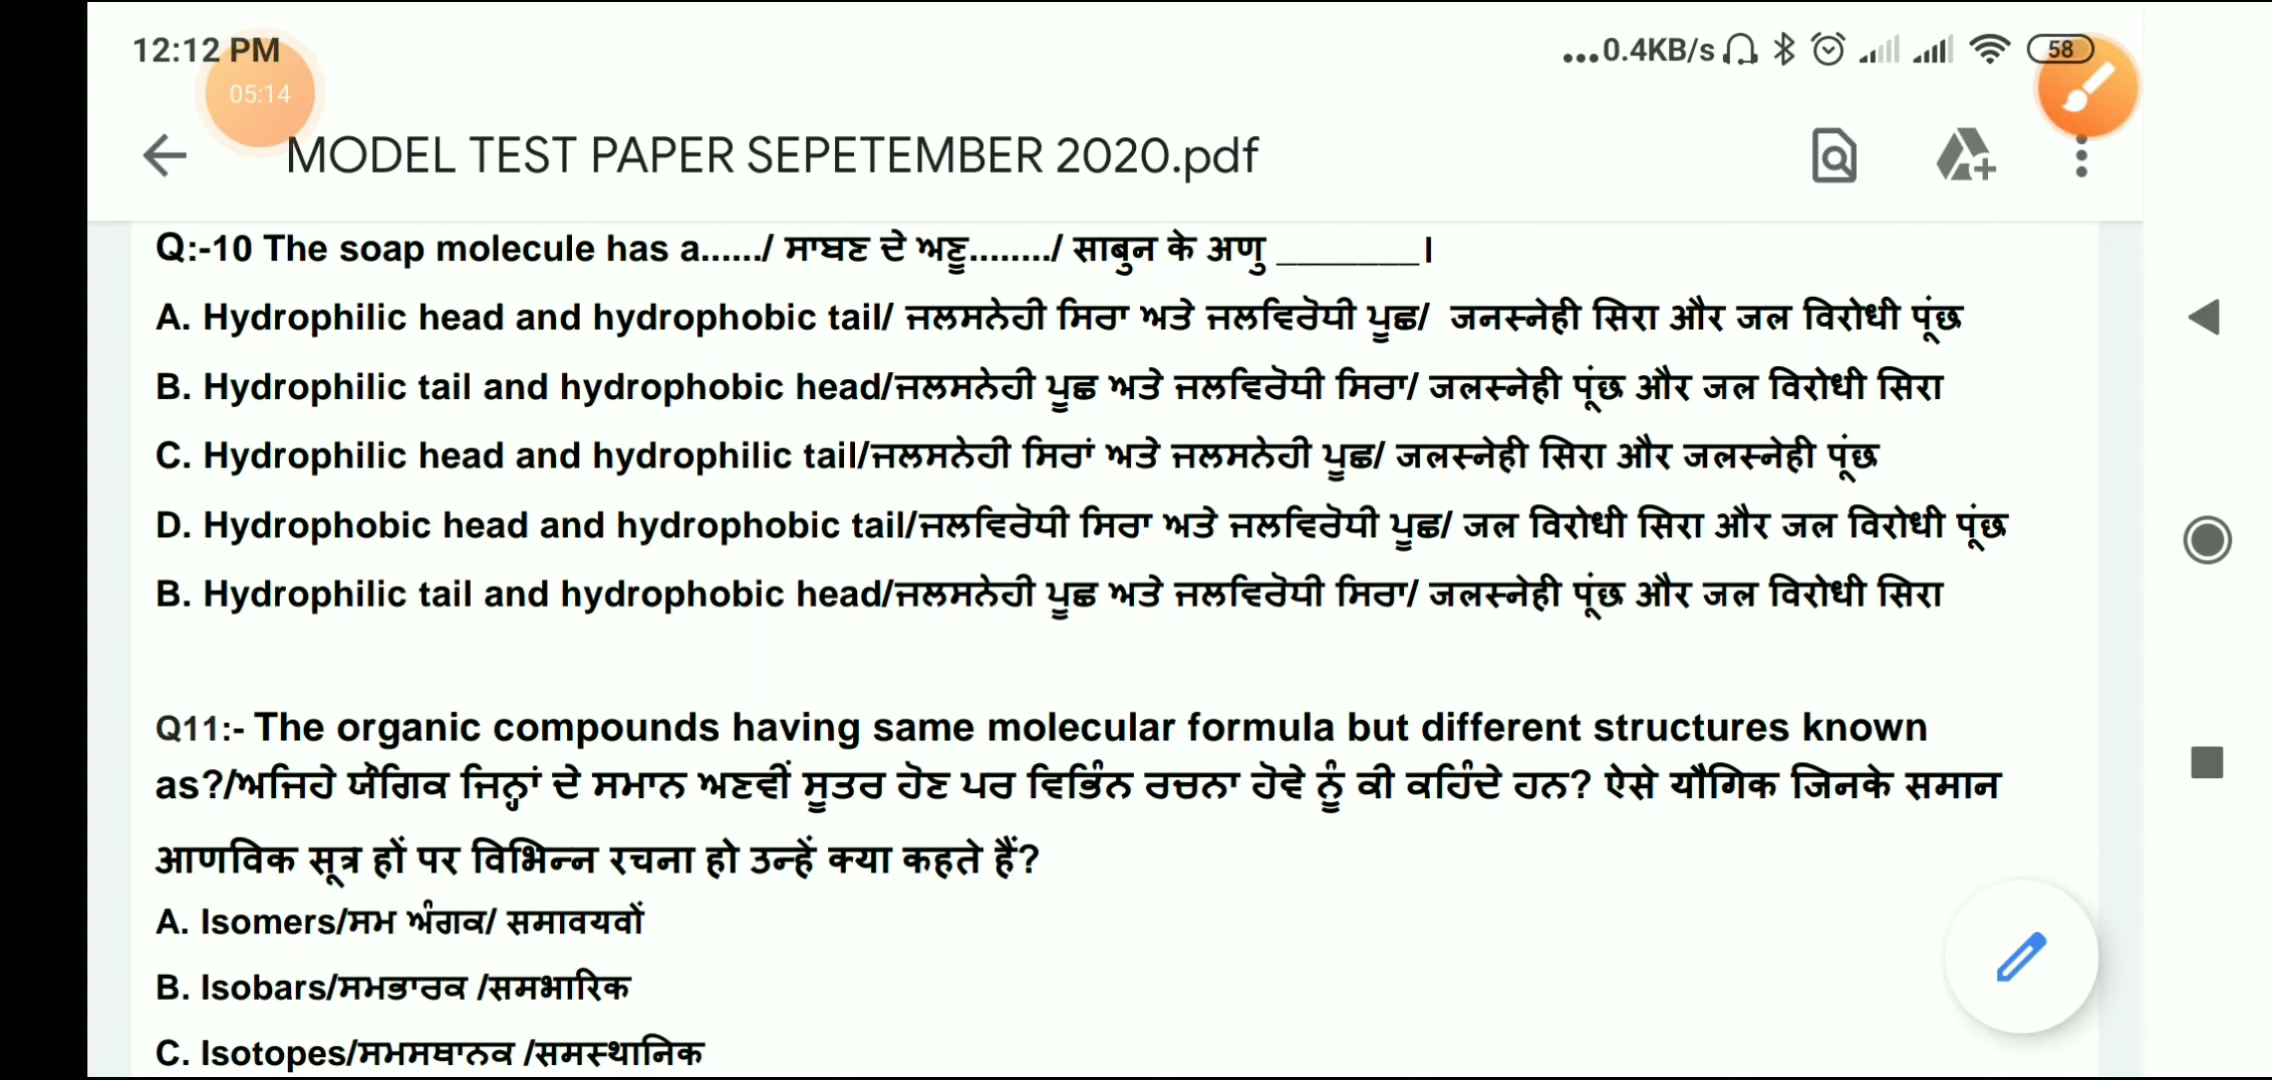 12:12 PM
...0.4KB/s
58
05:14
MODEL TEST PAPER SEPETEMBER 2020.pdf
Q:-10 The soap molecule has a....../ ਸਾਬਣ ਦੇ ਅਣੂ......../ साबुन के अणु _______।
A. Hydrophilic head and hydrophobic tail/ ਜਲਸਨੇਹੀ ਸਿਰਾ ਅਤੇ ਜਲਵਿਰੋਧੀ ਪੂਛ/ जनस्नेही सिरा और जल विरोधी पूंछ
B. Hydrophilic tail and hydrophobic head/ਜਲਸਨੇਹੀ ਪੂਛ ਅਤੇ ਜਲਵਿਰੋਧੀ ਸਿਰਾ/ जलस्नेही पूंछ और जल विरोधी सिरा
C. Hydrophilic head and hydrophilic tail/ਜਲਸਨੇਹੀ ਸਿਰਾਂ ਅਤੇ ਜਲਸਨੇਹੀ ਪੂਛ/ जलस्नेही सिरा और जलस्नेही पूंछ
D. Hydrophobic head and hydrophobic tail/ਜਲਵਿਰੋਧੀ ਸਿਰਾ ਅਤੇ ਜਲਵਿਰੋਧੀ ਪੂਛ/ जल विरोधी सिरा और जल विरोधी पूंछ
B. Hydrophilic tail and hydrophobic head/ਜਲਸਨੇਹੀ ਪੂਛ ਅਤੇ ਜਲਵਿਰੋਧੀ ਸਿਰਾ/ जलस्नेही पूंछ और जल विरोधी सिरा
Q11:- The organic compounds having same molecular formula but different structures known
as?/ਅਜਿਹੇ ਯੋਗਿਕ ਜਿਨ੍ਹਾਂ ਦੇ ਸਮਾਨ ਅਣਵੀਂ ਸੂਤਰ ਹੋਣ ਪਰ ਵਿਭਿੰਨ ਰਚਨਾ ਹੋਵੇ ਨੂੰ ਕੀ ਕਹਿੰਦੇ ਹਨ? ऐसे यौगिक जिनके समान
आणविक सूत्र हों पर विभिन्न रचना हो उन्हें क्या कहते हैं?
A. Isomers/ਸਮ ਅੰਗਕ/ समावयवों
B. Isobars/ਸਮਭਾਰਕ /समभारिक
C. Isotopes/ਸਮਸਥਾਨਕ /समस्थानिक